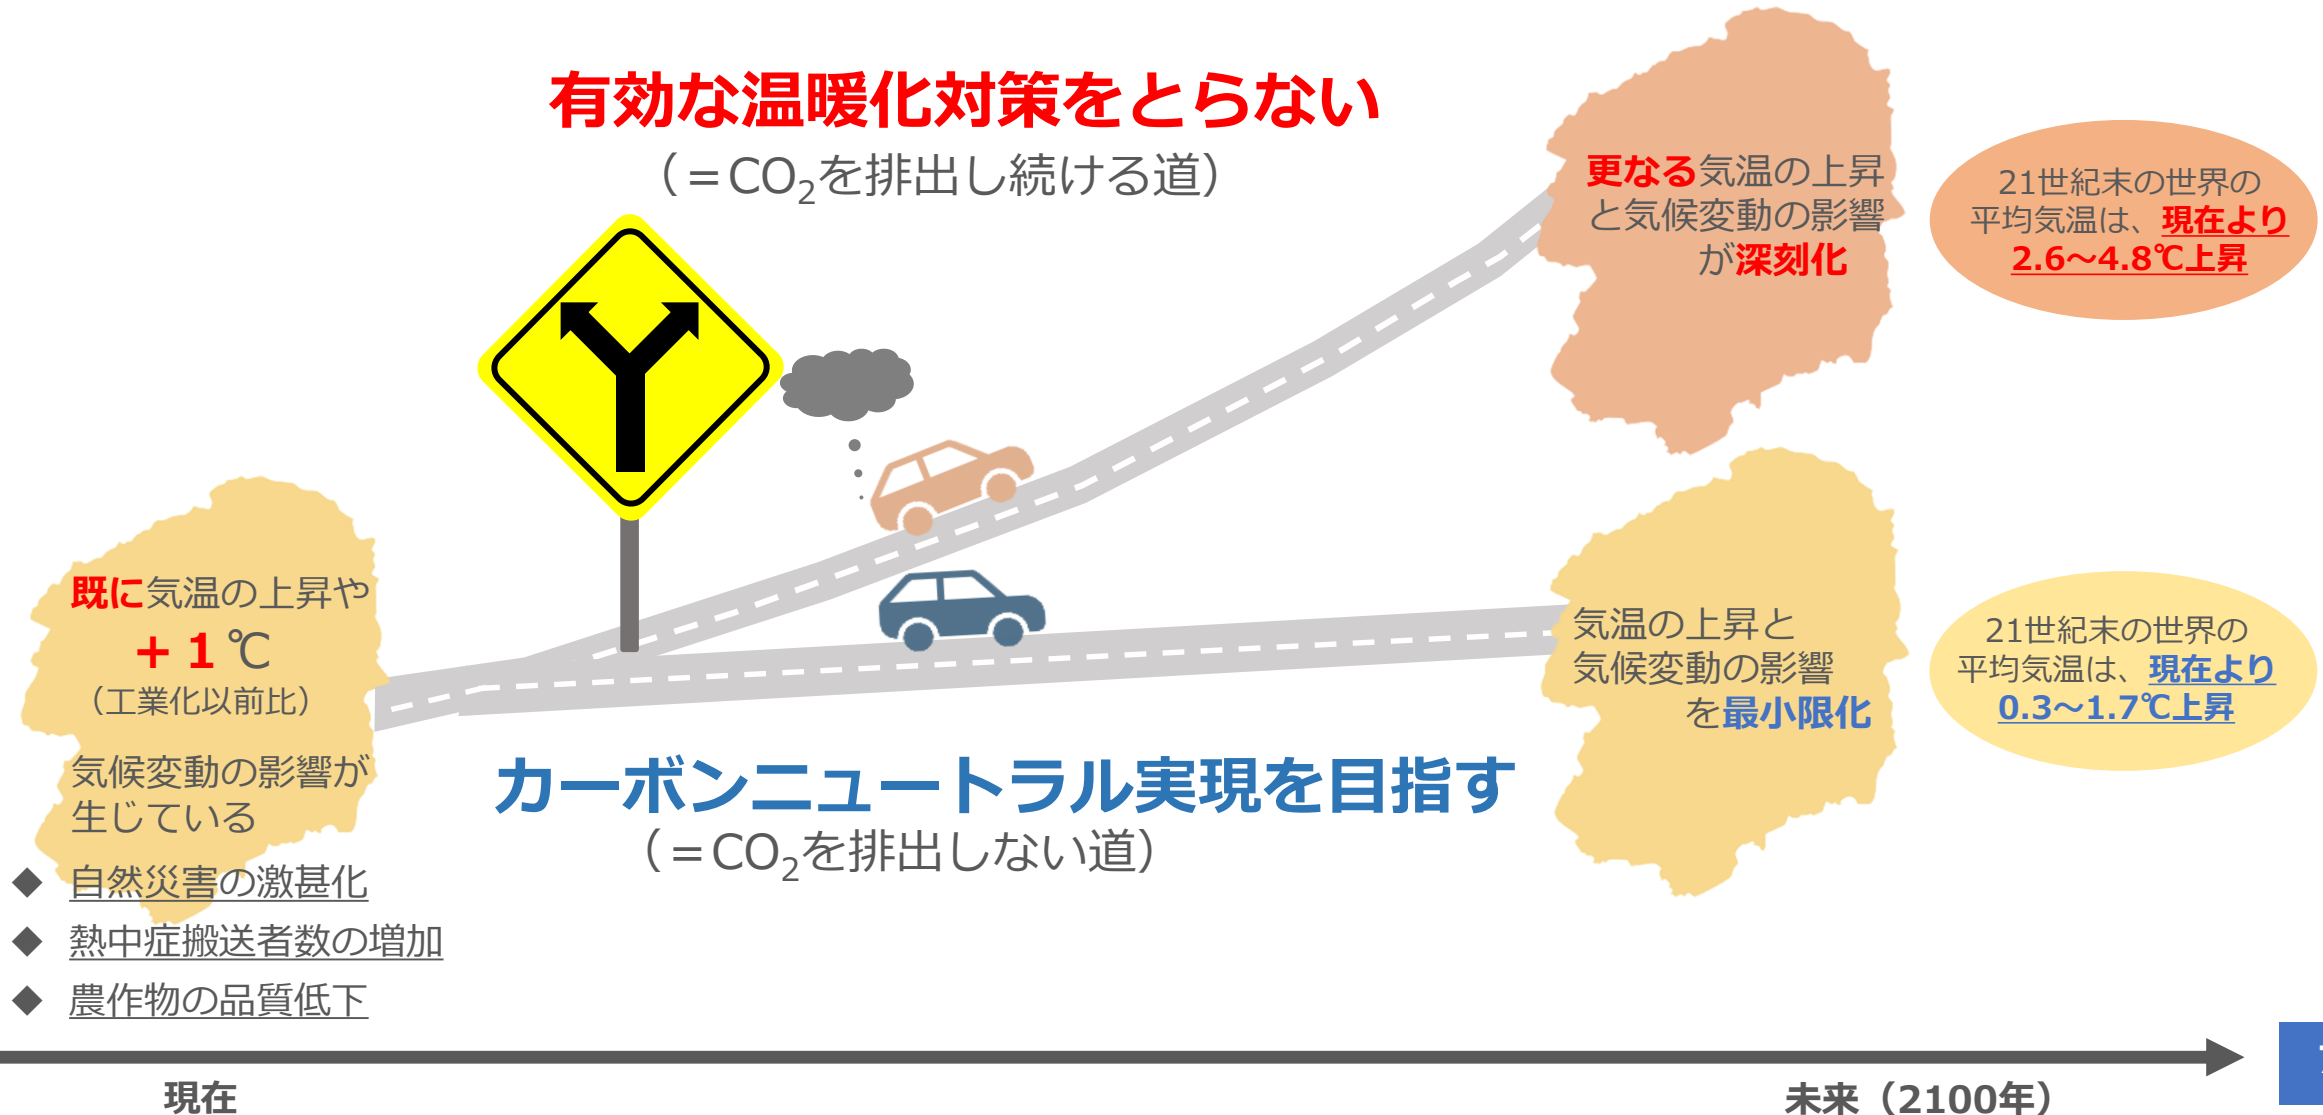 有効な温暖化対策をとらない
（＝CO₂を排出し続ける道）
更なる気温の上昇
と気候変動の影響
が深刻化
21世紀末の世界の
平均気温は、現在より
2.6～4.8℃上昇
既に気温の上昇や
＋１℃
（工業化以前比）
気候変動の影響が
生じている
◆ 自然災害の激甚化
◆ 熱中症搬送者数の増加
◆ 農作物の品質低下
カーボンニュートラル実現を目指す
（＝CO₂を排出しない道）
気温の上昇と
気候変動の影響
を最小限化
21世紀末の世界の
平均気温は、現在より
0.3～1.7℃上昇
現在
未来（2100年）